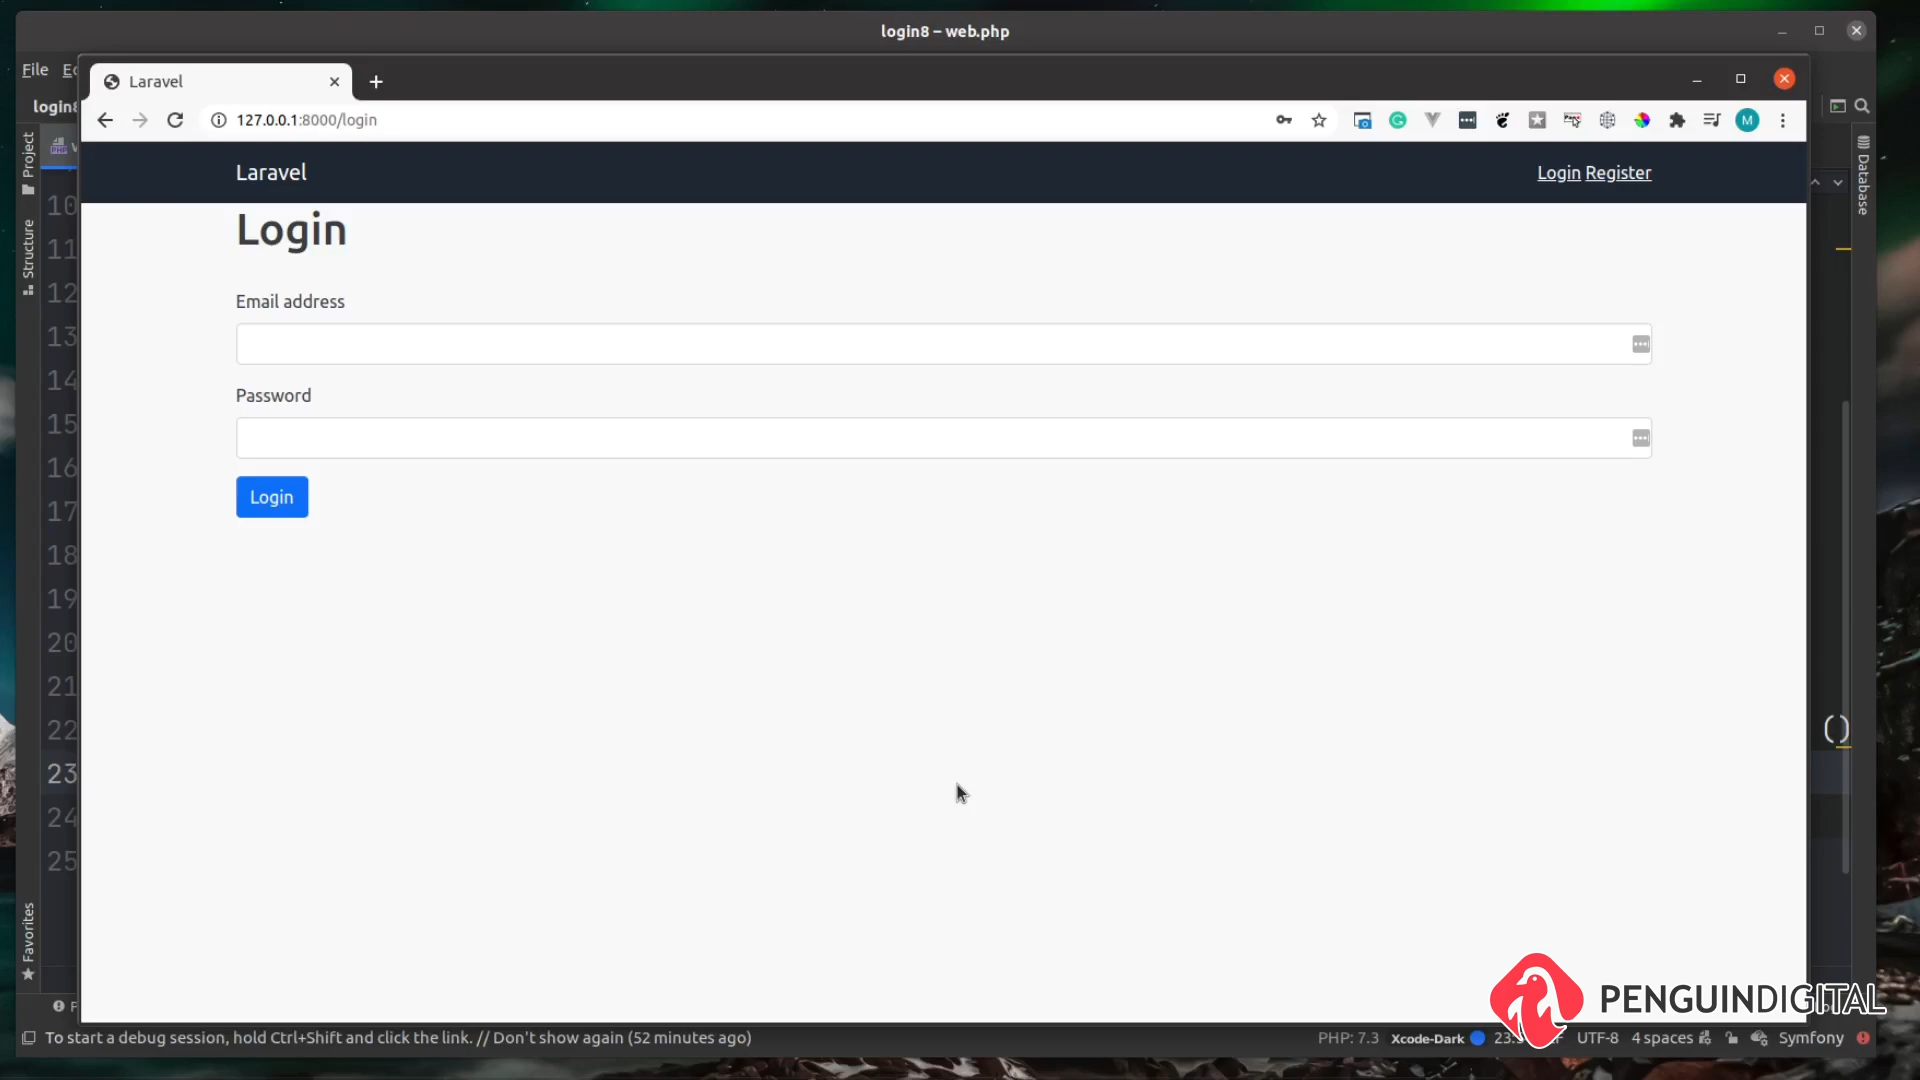 login8 – web.php
File
Laravel
127.0.0.1:8000/login
M
Laravel
Login Register
Login
Email address
Password
Login
Project
Structure
Favorites
Database
10
11
12
13
14
15
16
17
18
19
20
21
22
23
24
25
()
PENGUINDIGITAL
To start a debug session, hold Ctrl+Shift and click the link. // Don't show again (52 minutes ago)
PHP: 7.3 Xcode-Dark UTF-8 4 spaces Symfony